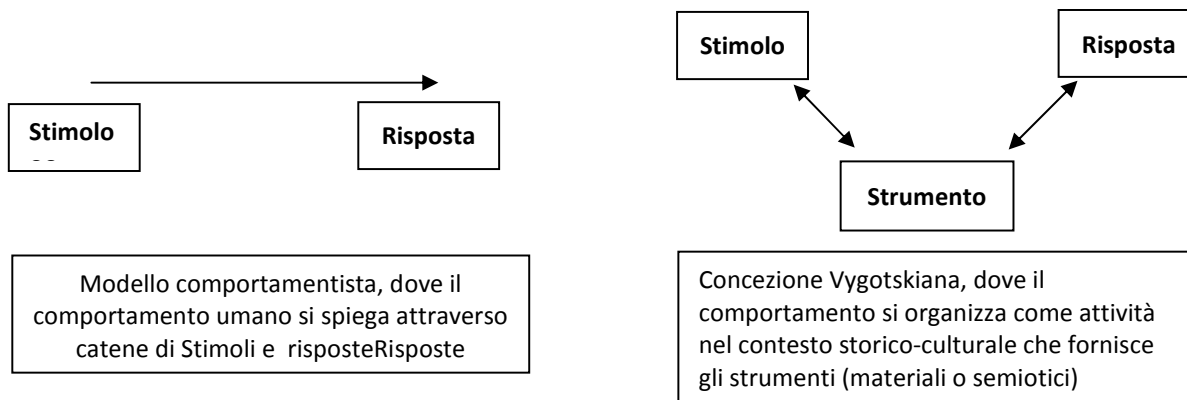 Stimolo
Risposta
Modello comportamentista, dove il
comportamento umano si spiega attraverso
catene di Stimoli e risposteRisposte
Stimolo
Risposta
Strumento
Concezione Vygotskiana, dove il
comportamento si organizza come attività
nel contesto storico-culturale che fornisce
gli strumenti (materiali o semiotici)